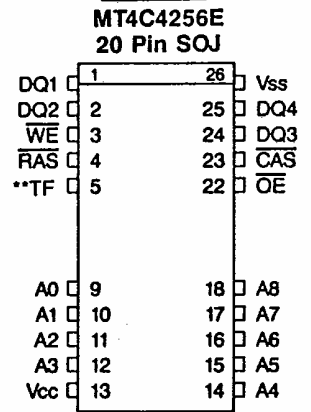 MT4C4256E
20 Pin SOJ
DQ1 1 26 Vss
DQ2 2 25 DQ4
WE 3 24 DQ3
RAS 4 23 CAS
**TF 5 22 OE
A0 9 18 A8
A1 10 17 A7
A2 11 16 A6
A3 12 15 A5
Vcc 13 14 A4